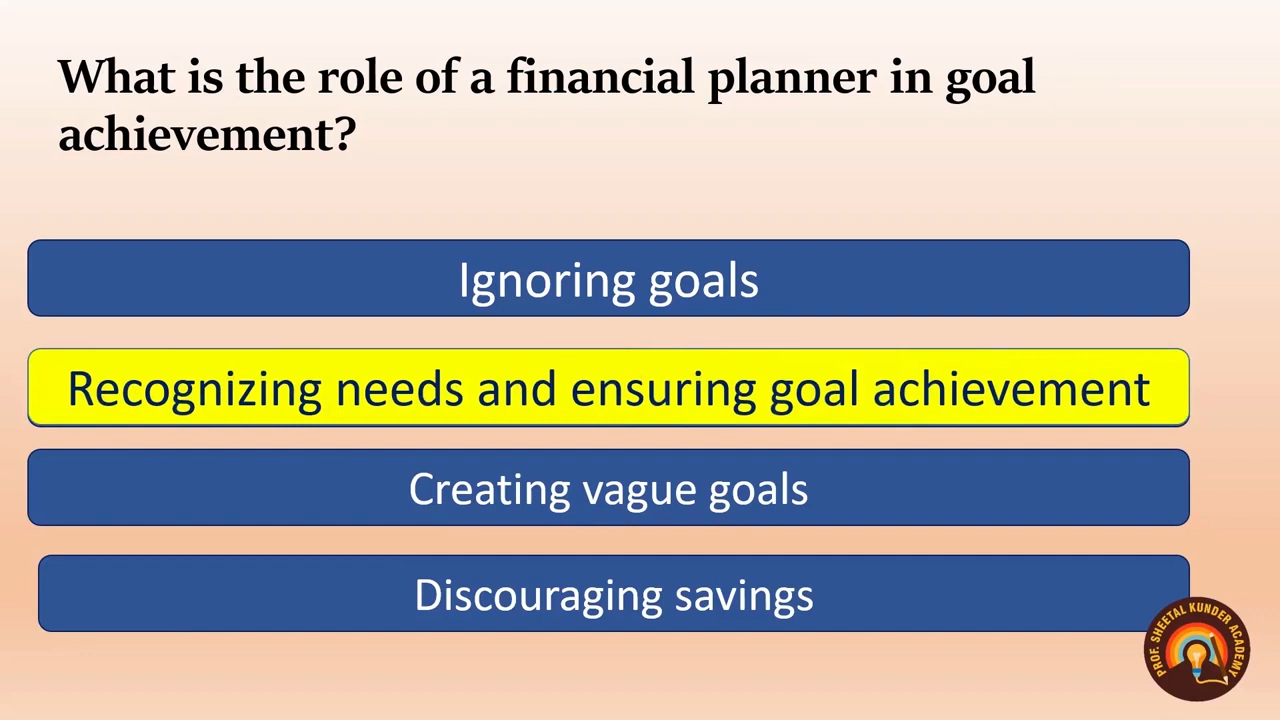 What is the role of a financial planner in goal
achievement?
Ignoring goals
Recognizing needs and ensuring goal achievement
Creating vague goals
Discouraging savings
PROF. SHEETAL KUNDER ACADEMY